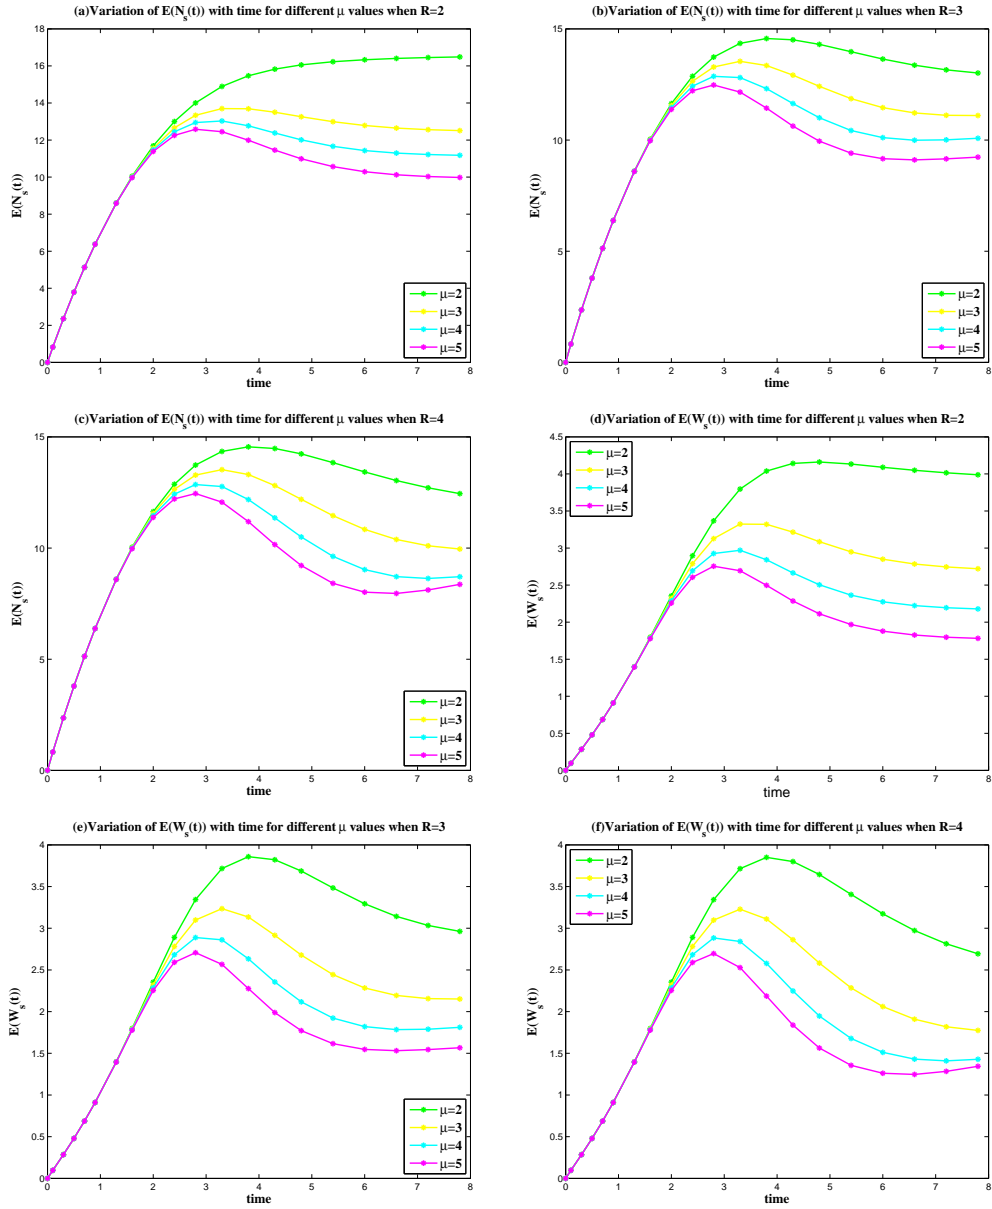 (a)Variation of E(N_s(t)) with time for different μ values when R=2
18
16
14
12
10
8
6
4
2
0
E(N_s(t))
0 1 2 3 4 5 6 7 8
time
μ=2
μ=3
μ=4
μ=5
(b)Variation of E(N_s(t)) with time for different μ values when R=3
15
10
5
0
E(N_s(t))
0 1 2 3 4 5 6 7 8
time
μ=2
μ=3
μ=4
μ=5
(c)Variation of E(N_s(t)) with time for different μ values when R=4
15
10
5
0
E(N_s(t))
0 1 2 3 4 5 6 7 8
time
μ=2
μ=3
μ=4
μ=5
(d)Variation of E(W_s(t)) with time for different μ values when R=2
4.5
4
3.5
3
2.5
2
1.5
1
0.5
0
E(W_s(t))
0 1 2 3 4 5 6 7 8
time
μ=2
μ=3
μ=4
μ=5
(e)Variation of E(W_s(t)) with time for different μ values when R=3
4
3.5
3
2.5
2
1.5
1
0.5
0
E(W_s(t))
0 1 2 3 4 5 6 7 8
time
μ=2
μ=3
μ=4
μ=5
(f)Variation of E(W_s(t)) with time for different μ values when R=4
4
3.5
3
2.5
2
1.5
1
0.5
0
E(W_s(t))
0 1 2 3 4 5 6 7 8
time
μ=2
μ=3
μ=4
μ=5